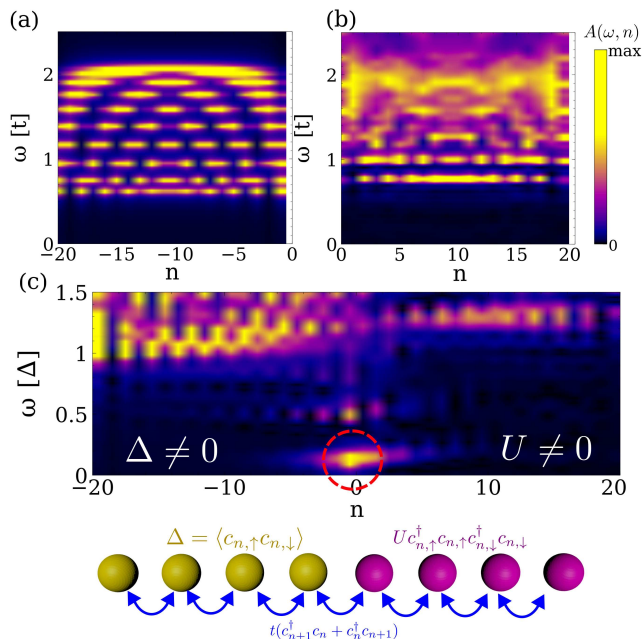 (a)
(b)
A(ω, n)
max
0
ω [t]
2
1
0
−20 −15 −10 −5 0
n
ω [t]
2
1
0
0 5 10 15 20
n
(c)
ω [Δ]
1.5
1
0.5
0
Δ ≠ 0
U ≠ 0
−20 −10 0 10 20
n
Δ = ⟨c_{n,↑}c_{n,↓}⟩
Uc†_{n,↑}c_{n,↑}c†_{n,↓}c_{n,↓}
t(c†_{n+1}c_n + c†_n c_{n+1})